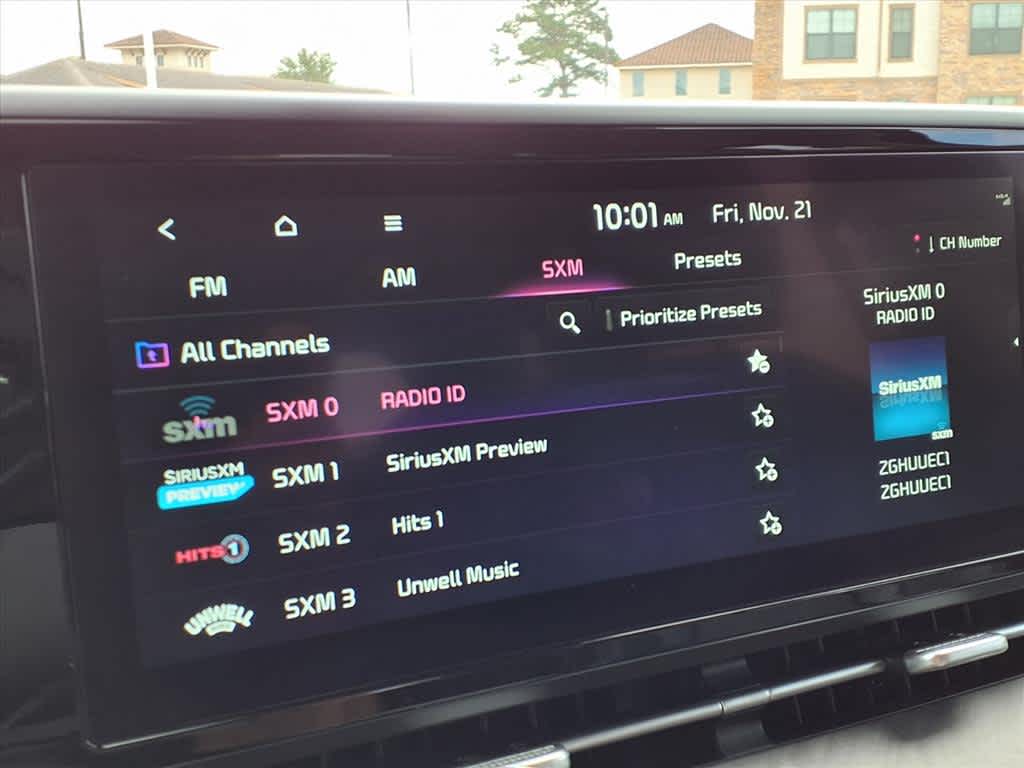 10:01 AM Fri, Nov. 21
FM AM SXM Presets
CH Number
All Channels
Prioritize Presets
sxm SXM 0 RADIO ID
SIRIUSXM PREVIEW SXM 1 SiriusXM Preview
HITS 1 SXM 2 Hits 1
UNWELL SXM 3 Unwell Music
SiriusXM 0
RADIO ID
SiriusXM
sxm
ZGHUUEC1
ZGHUUEC1